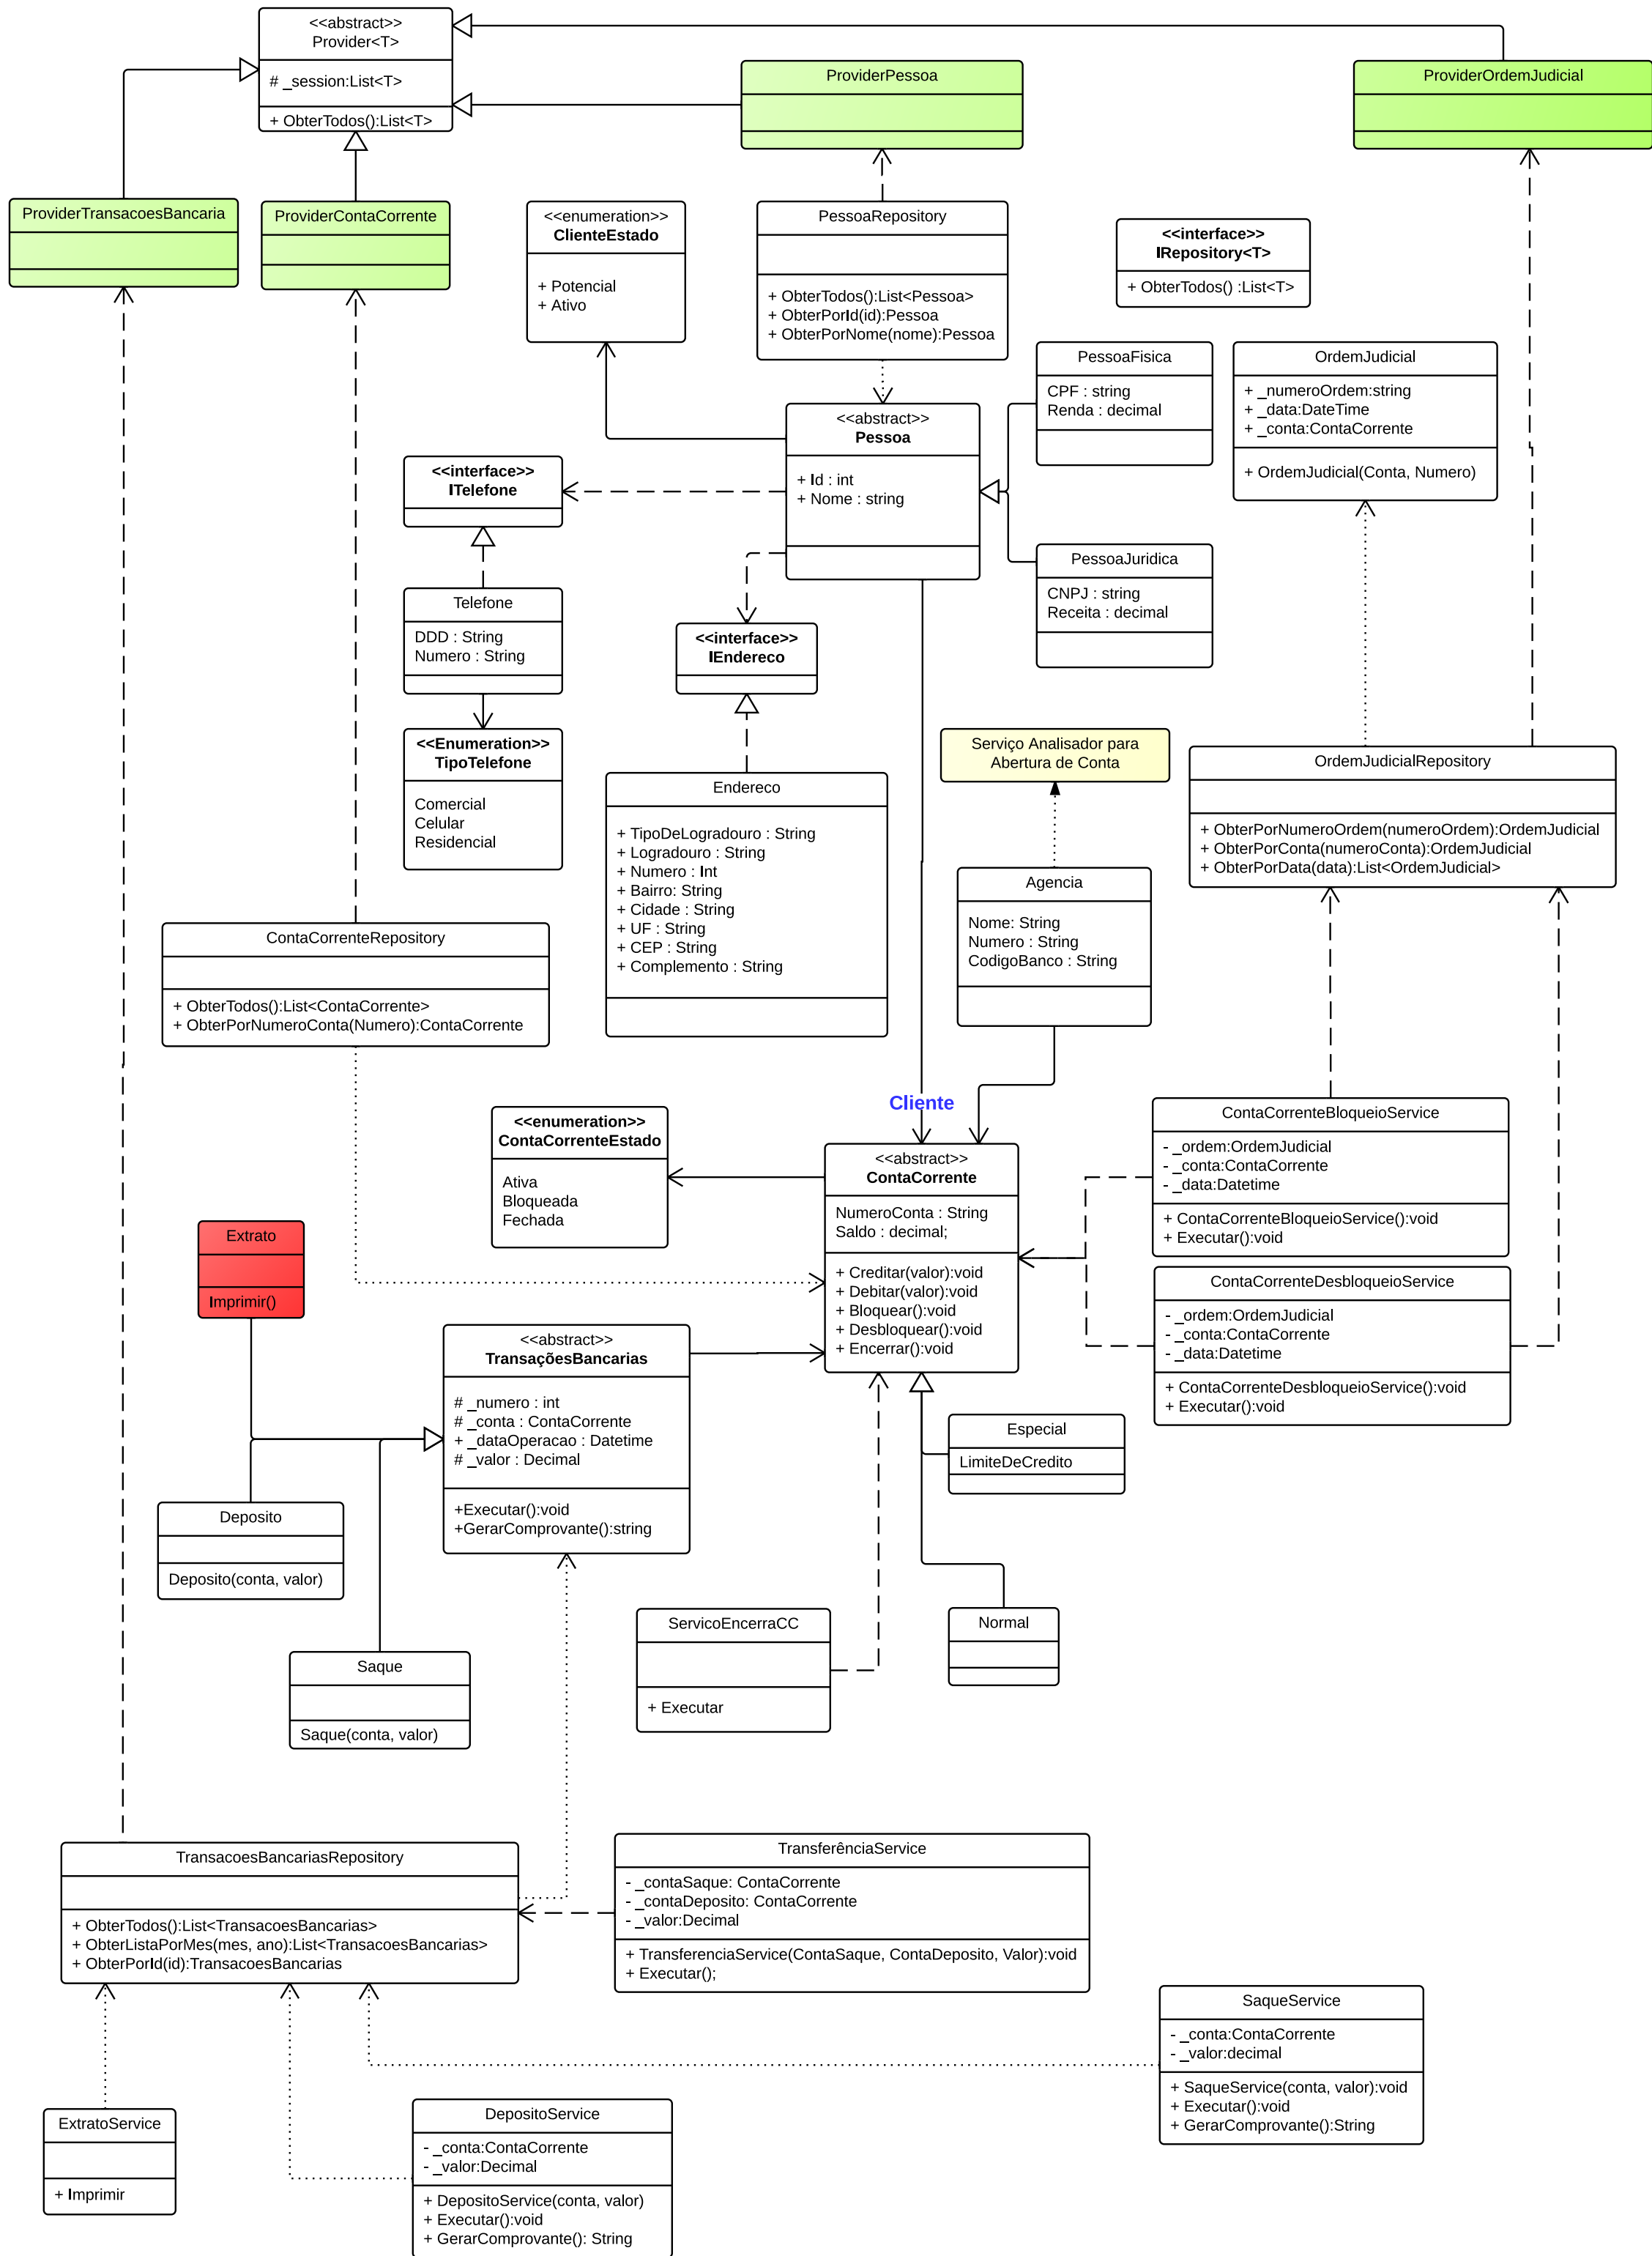 <<abstract>>
Provider<T>
# _session:List<T>
+ ObterTodos():List<T>
ProviderPessoa
ProviderOrdemJudicial
ProviderTransacoesBancaria
ProviderContaCorrente
<<enumeration>>
ClienteEstado
+ Potencial
+ Ativo
PessoaRepository
+ ObterTodos():List<Pessoa>
+ ObterPorId(id):Pessoa
+ ObterPorNome(nome):Pessoa
<<interface>>
IRepository<T>
+ ObterTodos() :List<T>
PessoaFisica
CPF : string
Renda : decimal
OrdemJudicial
+ _numeroOrdem:string
+ _data:DateTime
+ _conta:ContaCorrente
+ OrdemJudicial(Conta, Numero)
<<abstract>>
Pessoa
+ Id : int
+ Nome : string
<<interface>>
ITelefone
PessoaJuridica
CNPJ : string
Receita : decimal
Telefone
DDD : String
Numero : String
<<interface>>
IEndereco
<<Enumeration>>
TipoTelefone
Comercial
Celular
Residencial
Serviço Analisador para
Abertura de Conta
OrdemJudicialRepository
+ ObterPorNumeroOrdem(numeroOrdem):OrdemJudicial
+ ObterPorConta(numeroConta):OrdemJudicial
+ ObterPorData(data):List<OrdemJudicial>
Endereco
+ TipoDeLogradouro : String
+ Logradouro : String
+ Numero : Int
+ Bairro: String
+ Cidade : String
+ UF : String
+ CEP : String
+ Complemento : String
Agencia
Nome: String
Numero : String
CodigoBanco : String
ContaCorrenteRepository
+ ObterTodos():List<ContaCorrente>
+ ObterPorNumeroConta(Numero):ContaCorrente
Cliente
<<enumeration>>
ContaCorrenteEstado
Ativa
Bloqueada
Fechada
<<abstract>>
ContaCorrente
NumeroConta : String
Saldo : decimal;
+ Creditar(valor):void
+ Debitar(valor):void
+ Bloquear():void
+ Desbloquear():void
+ Encerrar():void
ContaCorrenteBloqueioService
- _ordem:OrdemJudicial
- _conta:ContaCorrente
- _data:Datetime
+ ContaCorrenteBloqueioService():void
+ Executar():void
Extrato
Imprimir()
ContaCorrenteDesbloqueioService
- _ordem:OrdemJudicial
- _conta:ContaCorrente
- _data:Datetime
+ ContaCorrenteDesbloqueioService():void
+ Executar():void
<<abstract>>
TransaçõesBancarias
# _numero : int
# _conta : ContaCorrente
+ _dataOperacao : Datetime
# _valor : Decimal
+Executar():void
+GerarComprovante():string
Especial
LimiteDeCredito
Deposito
Deposito(conta, valor)
ServicoEncerraCC
+ Executar
Normal
Saque
Saque(conta, valor)
TransacoesBancariasRepository
+ ObterTodos():List<TransacoesBancarias>
+ ObterListaPorMes(mes, ano):List<TransacoesBancarias>
+ ObterPorId(id):TransacoesBancarias
TransferênciaService
- _contaSaque: ContaCorrente
- _contaDeposito: ContaCorrente
- _valor:Decimal
+ TransferenciaService(ContaSaque, ContaDeposito, Valor):void
+ Executar();
SaqueService
- _conta:ContaCorrente
- _valor:decimal
+ SaqueService(conta, valor):void
+ Executar():void
+ GerarComprovante():String
ExtratoService
+ Imprimir
DepositoService
- _conta:ContaCorrente
- _valor:Decimal
+ DepositoService(conta, valor)
+ Executar():void
+ GerarComprovante(): String